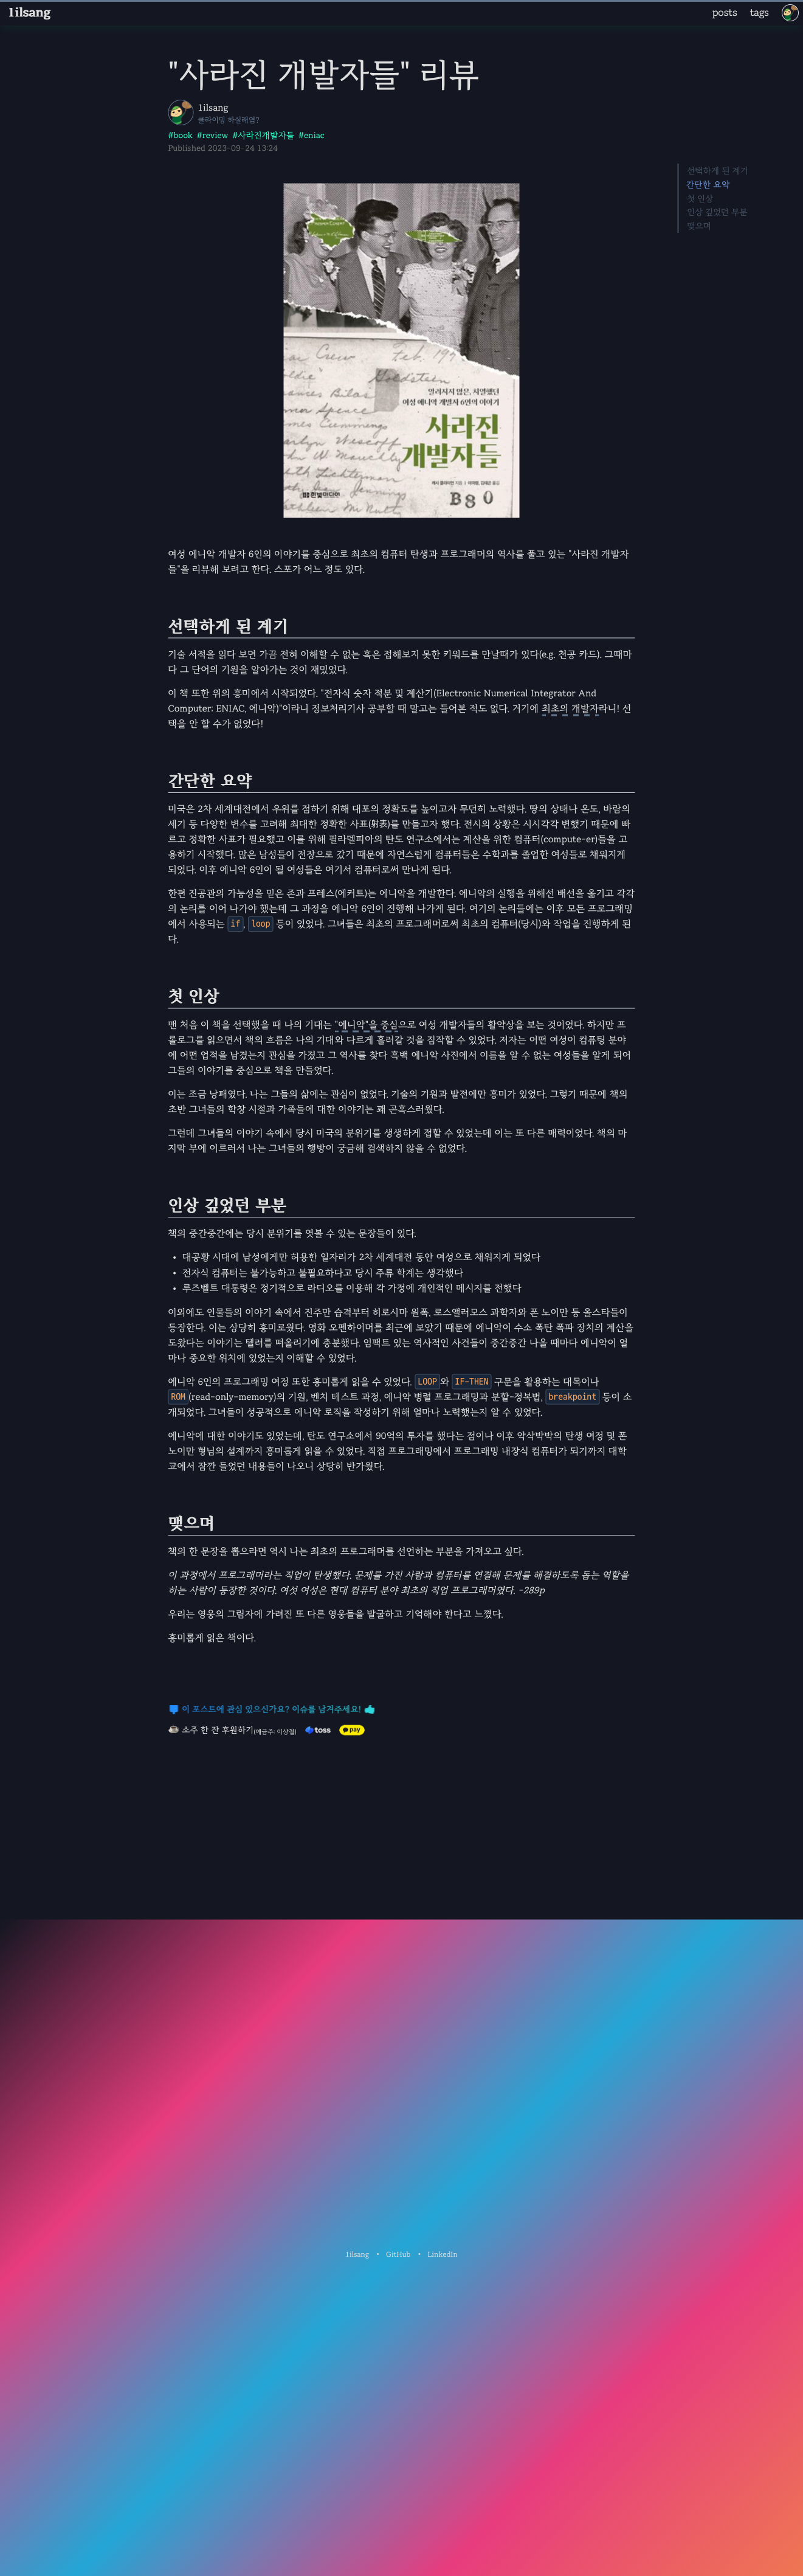 1ilsang
posts
tags
"사라진 개발자들" 리뷰
1ilsang
클라이밍 하실래염?
#book #review #사라진개발자들 #eniac
Published 2023-09-24 13:24
선택하게 된 계기
간단한 요약
첫 인상
인상 깊었던 부분
맺으며
알려지지 않은, 치열했던
여성 에니악 개발자 6인의 이야기
사라진
개발자들
한빛미디어
여성 에니악 개발자 6인의 이야기를 중심으로 최초의 컴퓨터 탄생과 프로그래머의 역사를 풀고 있는 "사라진 개발자
들"을 리뷰해 보려고 한다. 스포가 어느 정도 있다.
선택하게 된 계기
기술 서적을 읽다 보면 가끔 전혀 이해할 수 없는 혹은 접해보지 못한 키워드를 만날때가 있다(e.g. 천공 카드). 그때마
다 그 단어의 기원을 알아가는 것이 재밌었다.
이 책 또한 위의 흥미에서 시작되었다. "전자식 숫자 적분 및 계산기(Electronic Numerical Integrator And
Computer; ENIAC, 에니악)"이라니 정보처리기사 공부할 때 말고는 들어본 적도 없다. 거기에 최초의 개발자라니! 선
택을 안 할 수가 없었다!
간단한 요약
미국은 2차 세계대전에서 우위를 점하기 위해 대포의 정확도를 높이고자 무던히 노력했다. 땅의 상태나 온도, 바람의
세기 등 다양한 변수를 고려해 최대한 정확한 사표(射表)를 만들고자 했다. 전시의 상황은 시시각각 변했기 때문에 빠
르고 정확한 사표가 필요했고 이를 위해 필라델피아의 탄도 연구소에서는 계산을 위한 컴퓨터(compute-er)들을 고
용하기 시작했다. 많은 남성들이 전장으로 갔기 때문에 자연스럽게 컴퓨터들은 수학과를 졸업한 여성들로 채워지게
되었다. 이후 에니악 6인이 될 여성들은 여기서 컴퓨터로써 만나게 된다.
한편 진공관의 가능성을 믿은 존과 프레스(에커트)는 에니악을 개발한다. 에니악의 실행을 위해선 배선을 옮기고 각각
의 논리를 이어 나가야 했는데 그 과정을 에니악 6인이 진행해 나가게 된다. 여기의 논리들에는 이후 모든 프로그래밍
에서 사용되는 if, loop 등이 있었다. 그녀들은 최초의 프로그래머로써 최초의 컴퓨터(당시)와 작업을 진행하게 된
다.
첫 인상
맨 처음 이 책을 선택했을 때 나의 기대는 "에니악"을 중심으로 여성 개발자들의 활약상을 보는 것이었다. 하지만 프
롤로그를 읽으면서 책의 흐름은 나의 기대와 다르게 흘러갈 것을 짐작할 수 있었다. 저자는 어떤 여성이 컴퓨팅 분야
에 어떤 업적을 남겼는지 관심을 가졌고 그 역사를 찾다 흑백 에니악 사진에서 이름을 알 수 없는 여성들을 알게 되어
그들의 이야기를 중심으로 책을 만들었다.
이는 조금 낭패였다. 나는 그들의 삶에는 관심이 없었다. 기술의 기원과 발전에만 흥미가 있었다. 그렇기 때문에 책의
초반 그녀들의 학창 시절과 가족들에 대한 이야기는 꽤 곤혹스러웠다.
그런데 그녀들의 이야기 속에서 당시 미국의 분위기를 생생하게 접할 수 있었는데 이는 또 다른 매력이었다. 책의 마
지막 부에 이르러서 나는 그녀들의 행방이 궁금해 검색하지 않을 수 없었다.
인상 깊었던 부분
책의 중간중간에는 당시 분위기를 엿볼 수 있는 문장들이 있다.
• 대공황 시대에 남성에게만 허용한 일자리가 2차 세계대전 동안 여성으로 채워지게 되었다
• 전자식 컴퓨터는 불가능하고 불필요하다고 당시 주류 학계는 생각했다
• 루즈벨트 대통령은 정기적으로 라디오를 이용해 각 가정에 개인적인 메시지를 전했다
이외에도 인물들의 이야기 속에서 진주만 습격부터 히로시마 원폭, 로스앨러모스 과학자와 폰 노이만 등 올스타들이
등장한다. 이는 상당히 흥미로웠다. 영화 오펜하이머를 최근에 보았기 때문에 에니악이 수소 폭탄 폭파 장치의 계산을
도왔다는 이야기는 텔러를 떠올리기에 충분했다. 임팩트 있는 역사적인 사건들이 중간중간 나올 때마다 에니악이 얼
마나 중요한 위치에 있었는지 이해할 수 있었다.
에니악 6인의 프로그래밍 여정 또한 흥미롭게 읽을 수 있었다. LOOP와 IF-THEN 구문을 활용하는 대목이나
ROM(read-only-memory)의 기원, 벤치 테스트 과정, 에니악 병렬 프로그래밍과 분할-정복법, breakpoint 등이 소
개되었다. 그녀들이 성공적으로 에니악 로직을 작성하기 위해 얼마나 노력했는지 알 수 있었다.
에니악에 대한 이야기도 있었는데, 탄도 연구소에서 90억의 투자를 했다는 점이나 이후 악삭박박의 탄생 여정 및 폰
노이만 형님의 설계까지 흥미롭게 읽을 수 있었다. 직접 프로그래밍에서 프로그래밍 내장식 컴퓨터가 되기까지 대학
교에서 잠깐 들었던 내용들이 나오니 상당히 반가웠다.
맺으며
책의 한 문장을 뽑으라면 역시 나는 최초의 프로그래머를 선언하는 부분을 가져오고 싶다.
이 과정에서 프로그래머라는 직업이 탄생했다. 문제를 가진 사람과 컴퓨터를 연결해 문제를 해결하도록 돕는 역할을
하는 사람이 등장한 것이다. 여섯 여성은 현대 컴퓨터 분야 최초의 직업 프로그래머였다. -289p
우리는 영웅의 그림자에 가려진 또 다른 영웅들을 발굴하고 기억해야 한다고 느꼈다.
흥미롭게 읽은 책이다.
이 포스트에 관심 있으신가요? 이슈를 남겨주세요!
소주 한 잔 후원하기(예금주: 이상철) toss pay
1ilsang • GitHub • LinkedIn